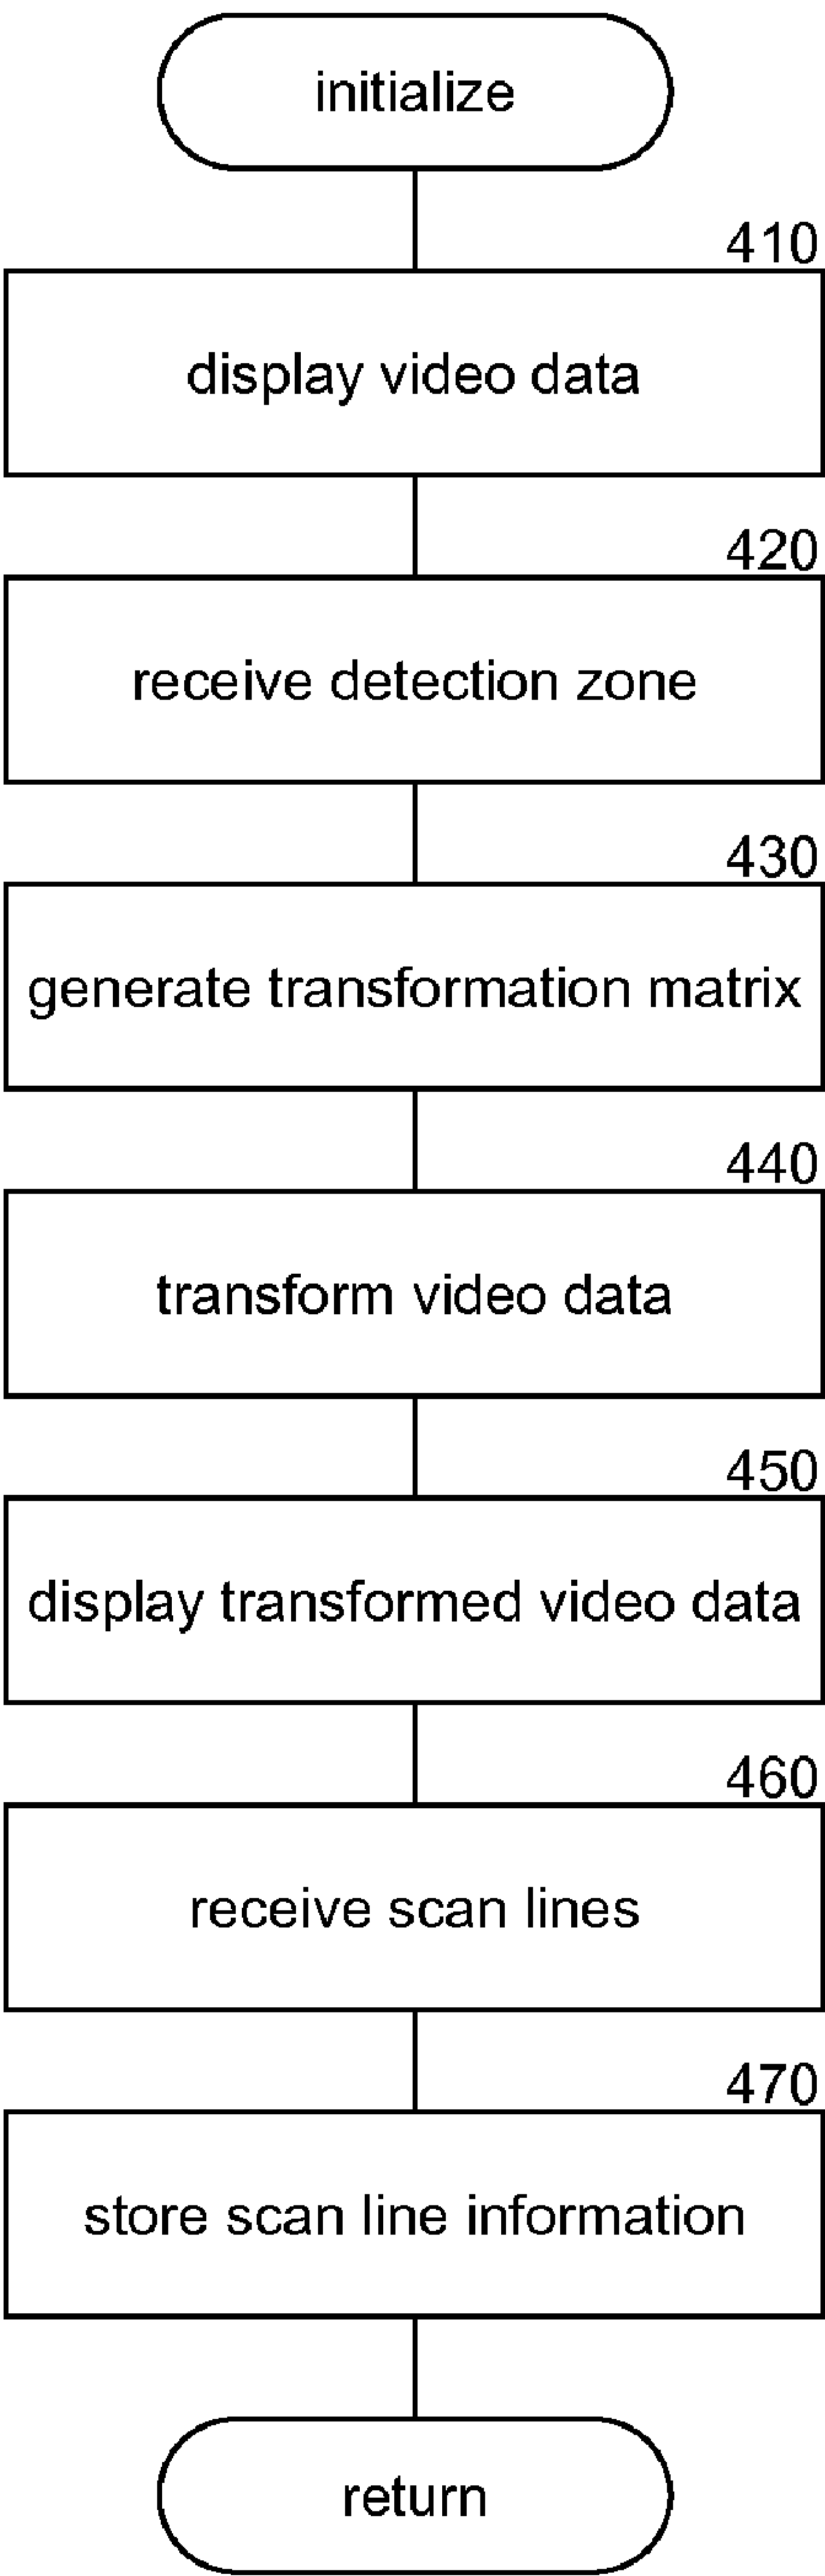 initialize
410
display video data
420
receive detection zone
430
generate transformation matrix
440
transform video data
450
display transformed video data
460
receive scan lines
470
store scan line information
return